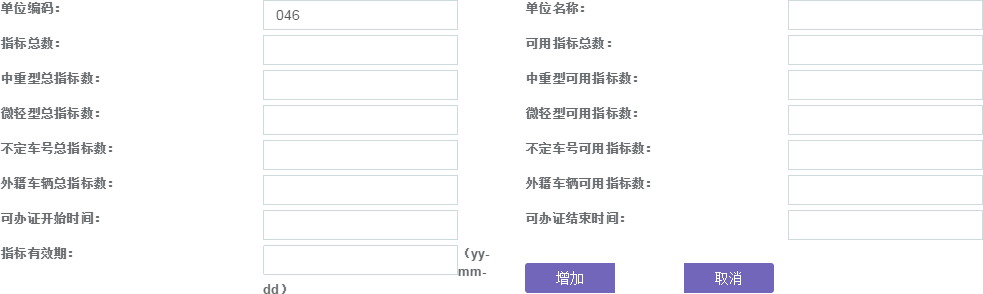 单位编码： 046 单位名称：
指标总数： 可用指标总数：
中重型总指标数： 中重型可用指标数：
微轻型总指标数： 微轻型可用指标数：
不定车号总指标数： 不定车号可用指标数：
外籍车辆总指标数： 外籍车辆可用指标数：
可办证开始时间： 可办证结束时间：
指标有效期： （yy-
mm-
dd）
增加 取消